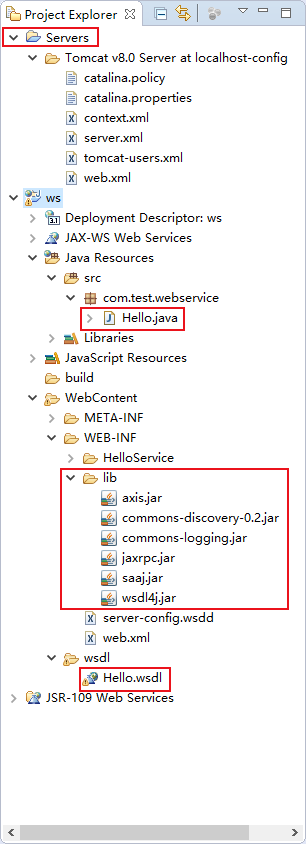 Project Explorer
Servers
Tomcat v8.0 Server at localhost-config
catalina.policy
catalina.properties
context.xml
server.xml
tomcat-users.xml
web.xml
ws
3.1 Deployment Descriptor: ws
JAX-WS Web Services
Java Resources
src
com.test.webservice
J Hello.java
Libraries
JavaScript Resources
build
WebContent
META-INF
WEB-INF
HelloService
lib
axis.jar
commons-discovery-0.2.jar
commons-logging.jar
jaxrpc.jar
saaj.jar
wsdl4j.jar
server-config.wsdd
web.xml
wsdl
Hello.wsdl
JSR-109 Web Services